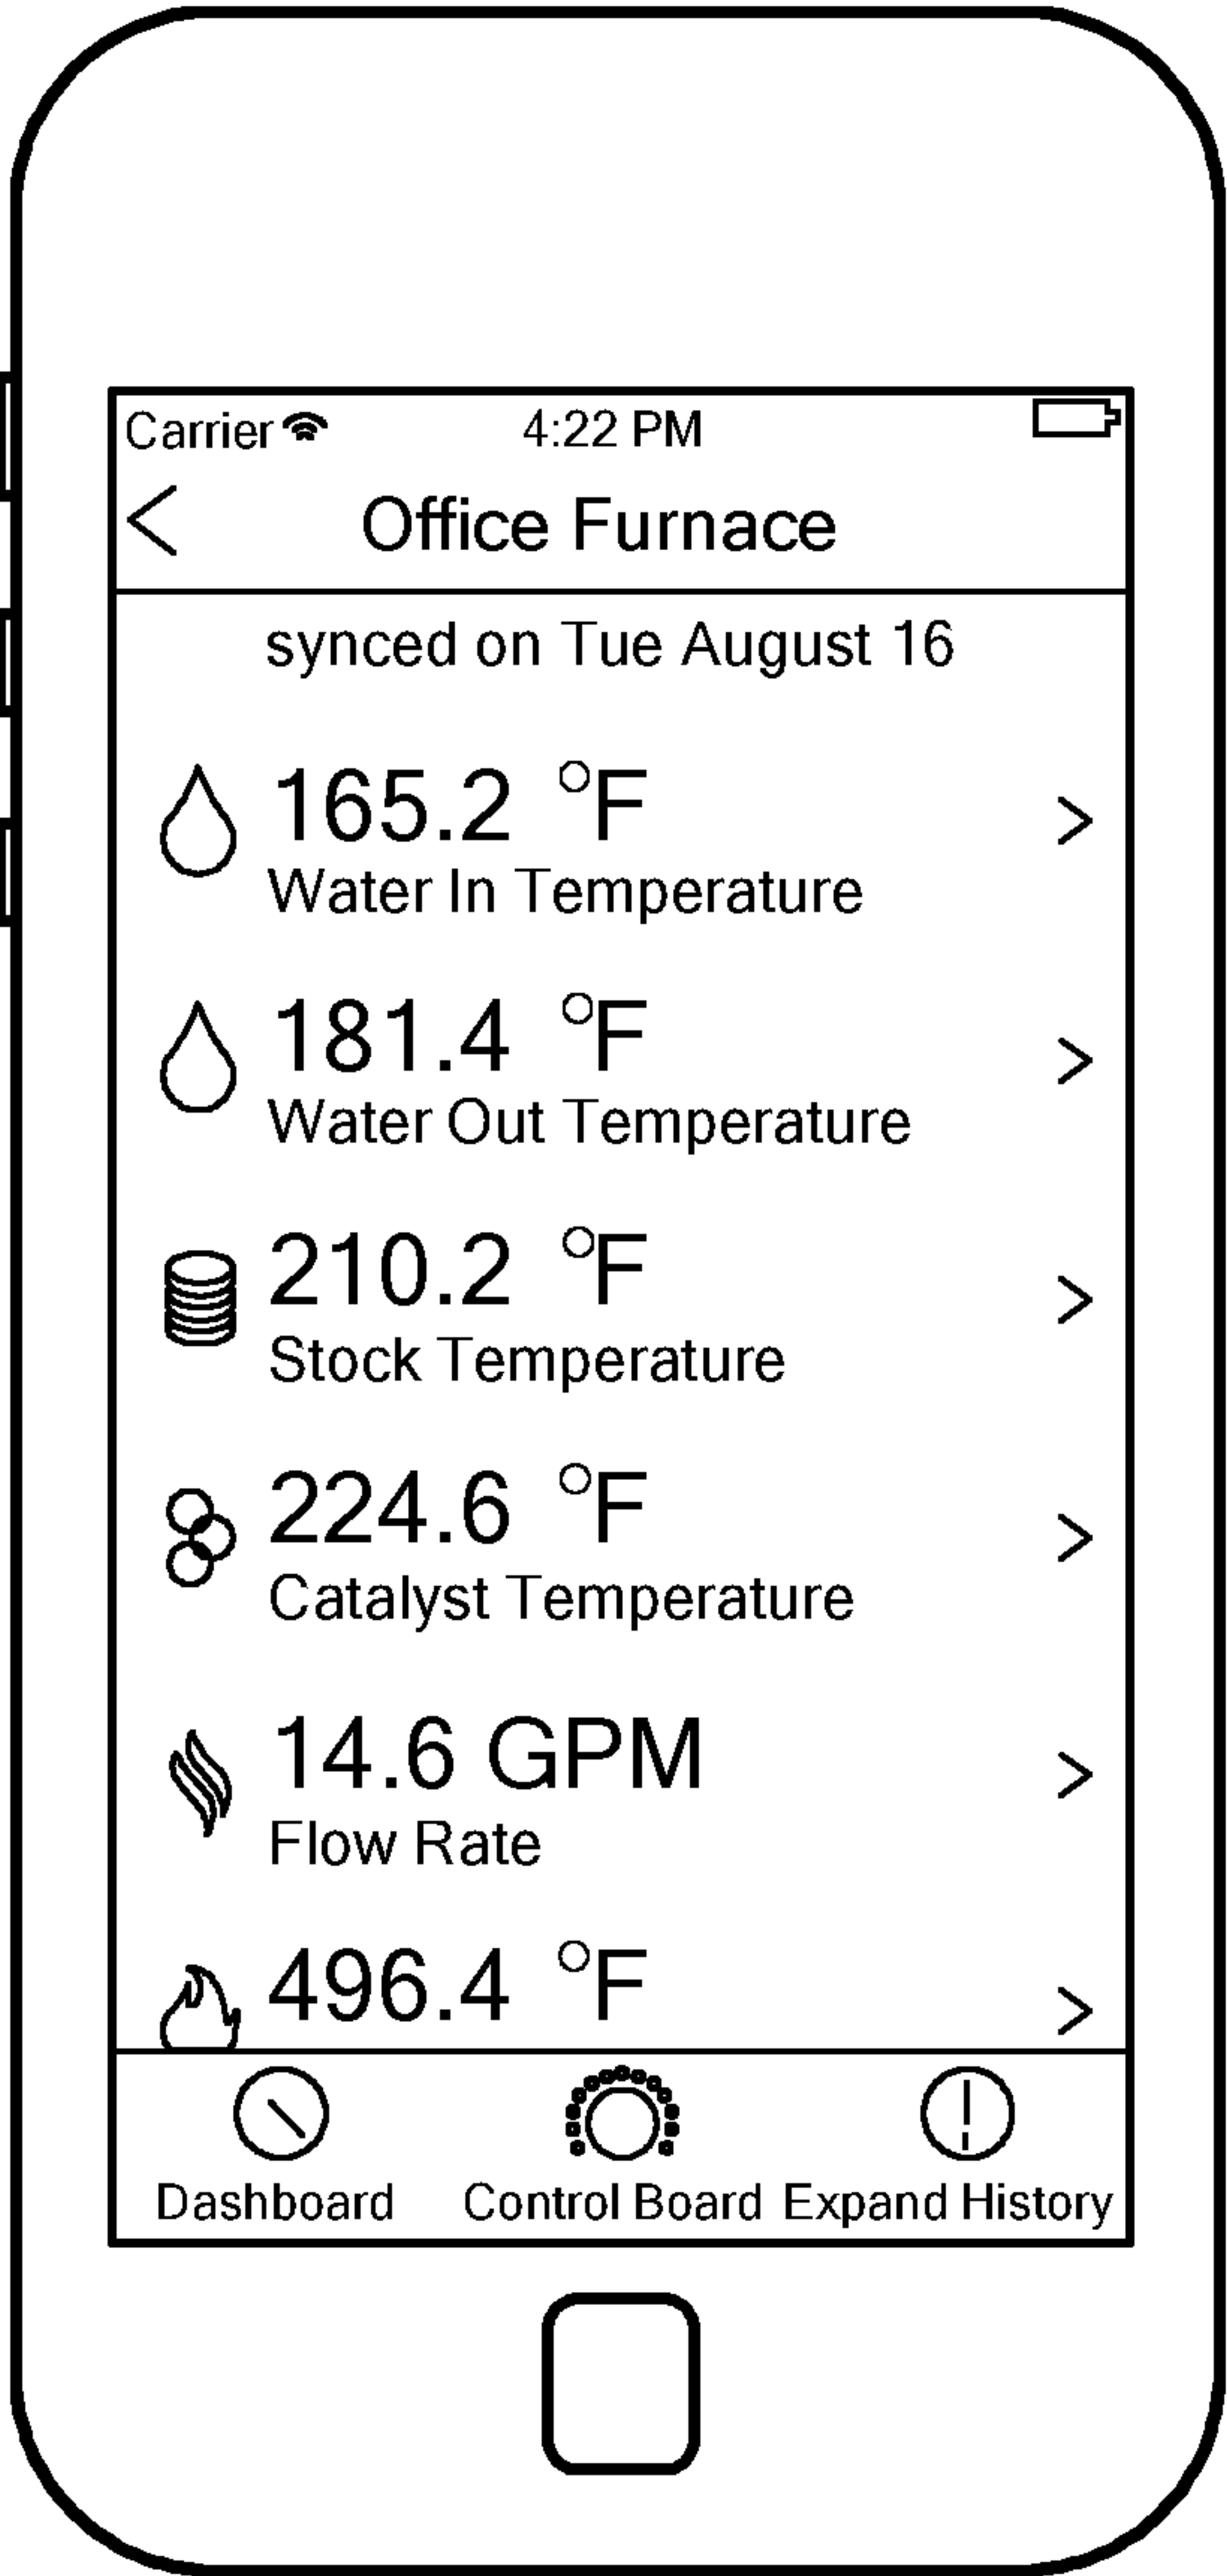 Carrier 4:22 PM
Office Furnace
synced on Tue August 16
165.2 °F
Water In Temperature
181.4 °F
Water Out Temperature
210.2 °F
Stock Temperature
224.6 °F
Catalyst Temperature
14.6 GPM
Flow Rate
496.4 °F
Dashboard Control Board Expand History